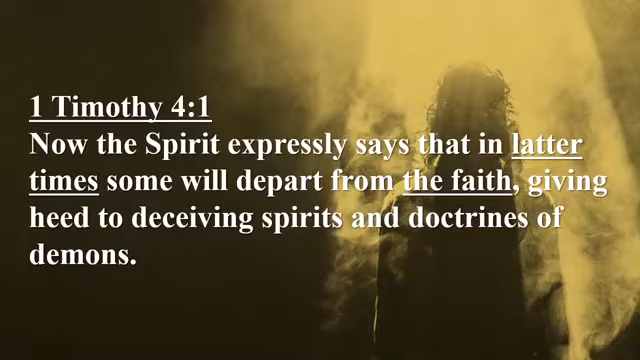 1 Timothy 4:1
Now the Spirit expressly says that in latter
times some will depart from the faith, giving
heed to deceiving spirits and doctrines of
demons.